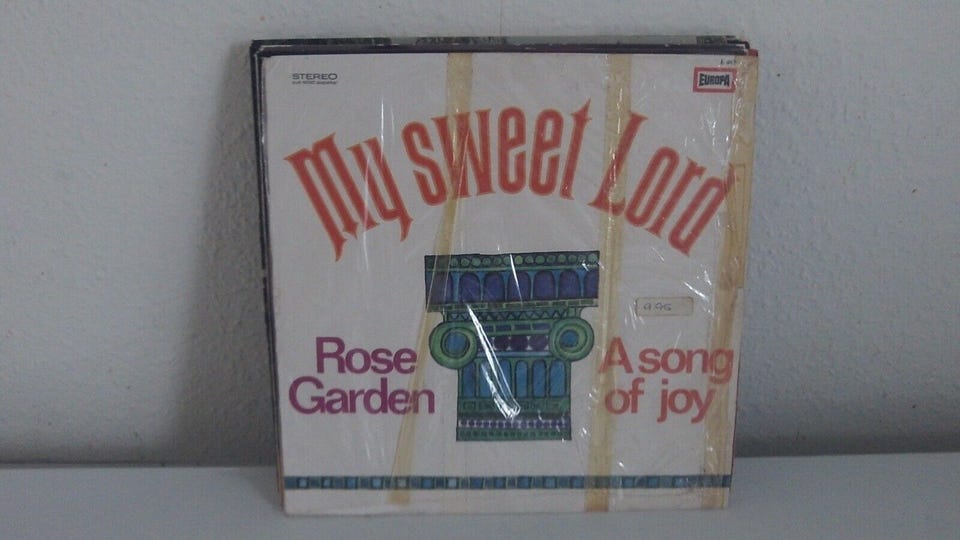 STEREO
EUROPA
My sweet Lord
9.95
Rose
Garden
A song
of joy